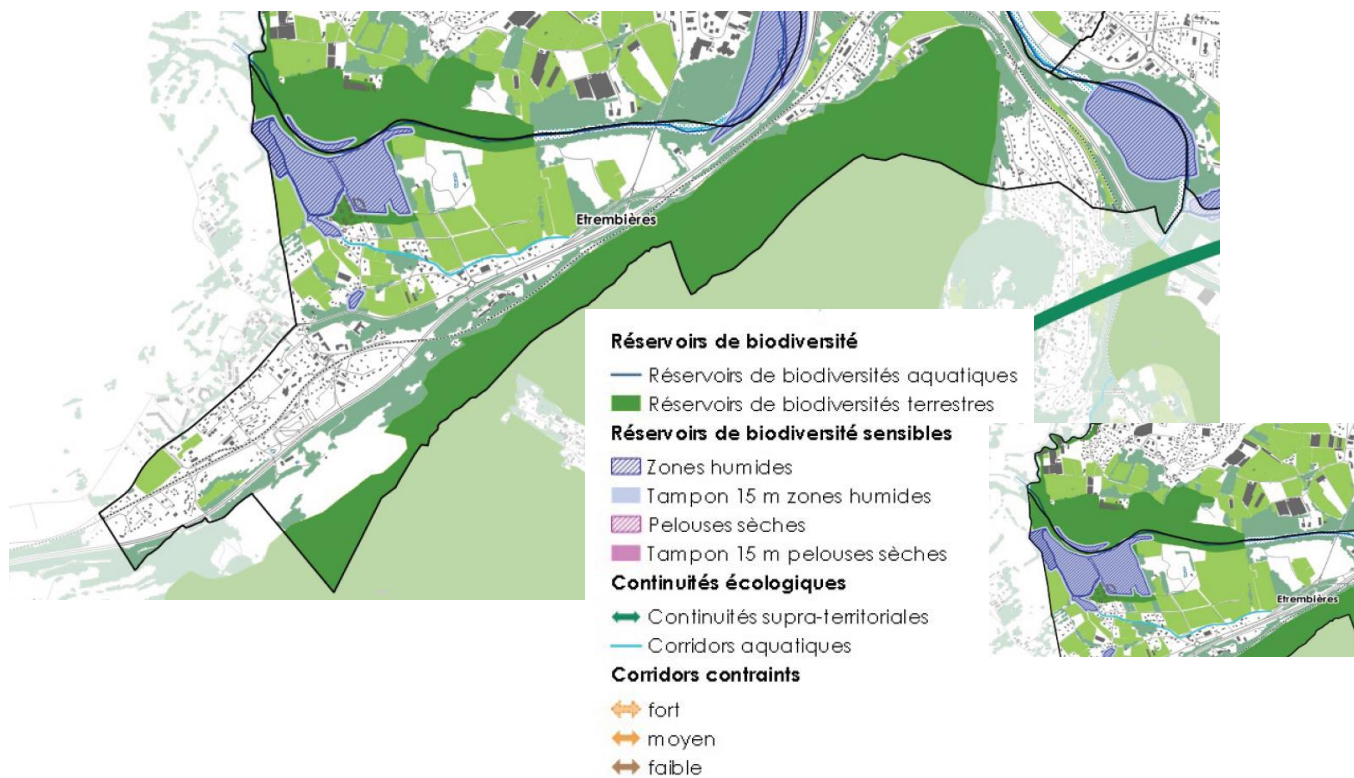 Etrembières
Réservoirs de biodiversité
Réservoirs de biodiversités aquatiques
Réservoirs de biodiversités terrestres
Réservoirs de biodiversité sensibles
Zones humides
Tampon 15 m zones humides
Pelouses sèches
Tampon 15 m pelouses sèches
Continuités écologiques
Continuités supra-territoriales
Corridors aquatiques
Corridors contraints
fort
moyen
faible
Etrembières